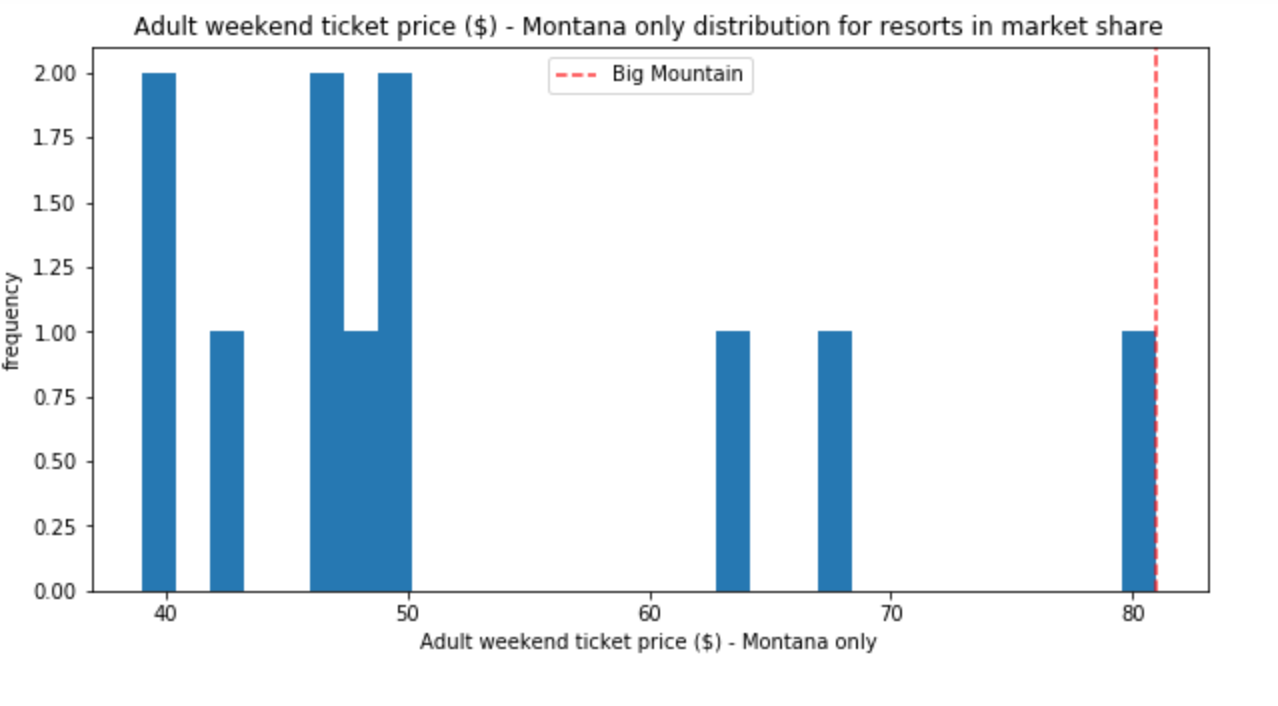 Adult weekend ticket price ($) - Montana only distribution for resorts in market share
Big Mountain
frequency
2.00
1.75
1.50
1.25
1.00
0.75
0.50
0.25
0.00
40 50 60 70 80
Adult weekend ticket price ($) - Montana only